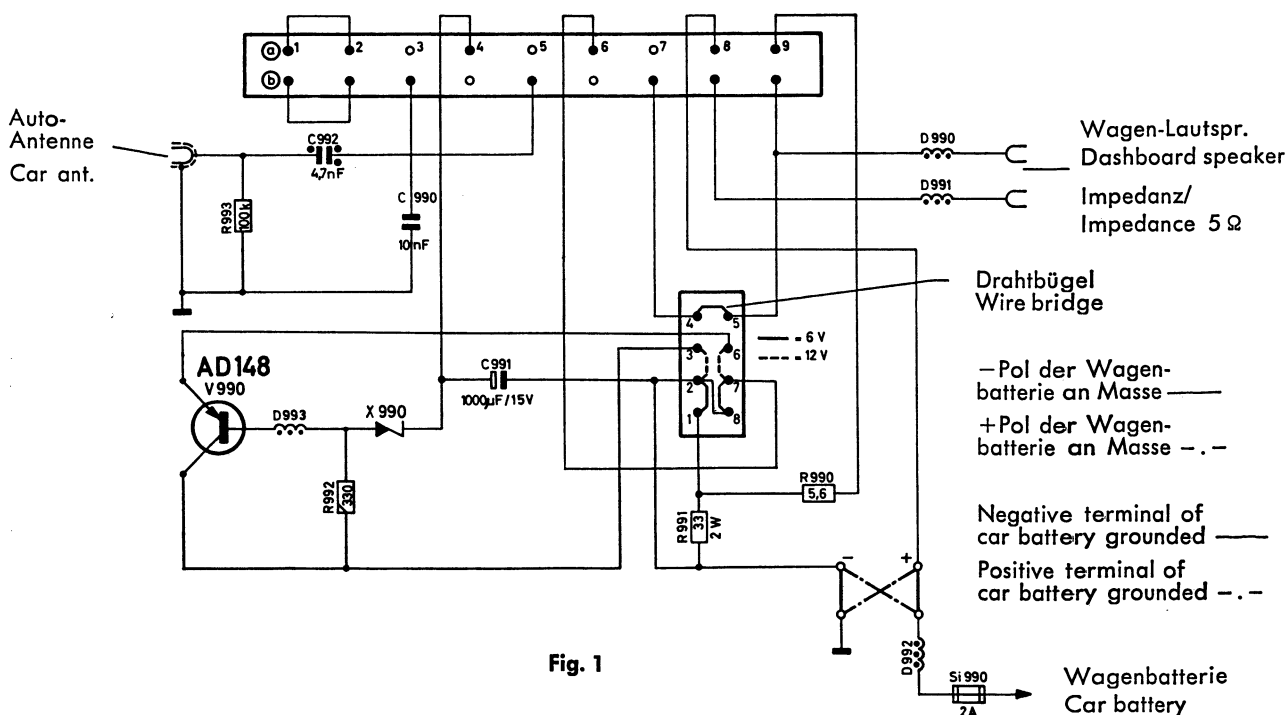 ⓐ 1 2 3 4 5 6 7 8 9
ⓑ
Auto-
Antenne
Car ant.
C992
4,7nF
R993
100k
C 990
10nF
D990
D991
Wagen-Lautspr.
Dashboard speaker
Impedanz/
Impedance 5 Ω
Drahtbügel
Wire bridge
4 5
3 6
2 7
1 8
= 6 V
= 12 V
AD148
V990
D993
X 990
C991
1000µF/15V
R992
330
R990
5,6
R991
33
2 W
– +
–Pol der Wagen-
batterie an Masse ——
+Pol der Wagen-
batterie an Masse –.–
Negative terminal of
car battery grounded ——
Positive terminal of
car battery grounded –.–
Fig. 1
D992
Si990
2A
Wagenbatterie
Car battery